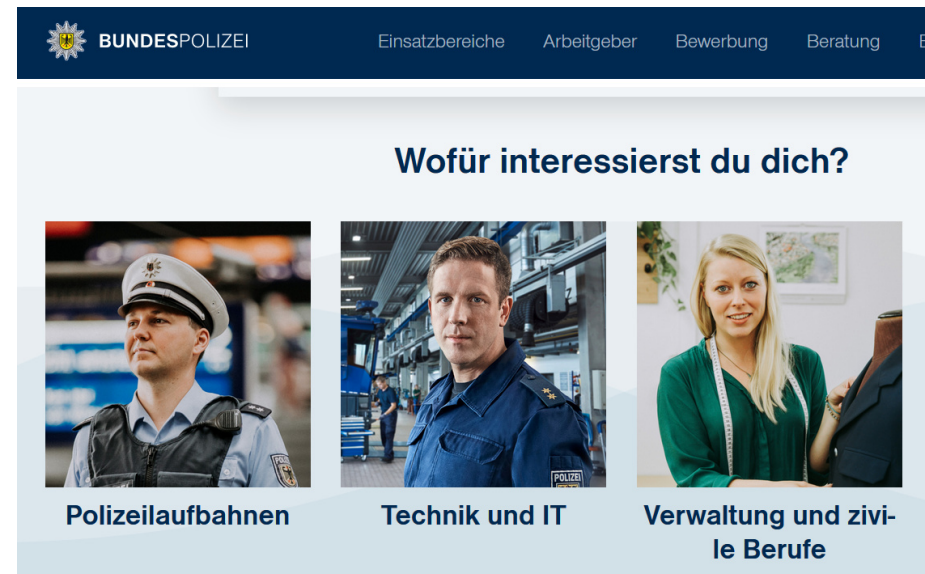 BUNDESPOLIZEI
Einsatzbereiche
Arbeitgeber
Bewerbung
Beratung
Wofür interessierst du dich?
POLIZEI
POLIZEI
Polizeilaufbahnen
Technik und IT
Verwaltung und zivi-
le Berufe